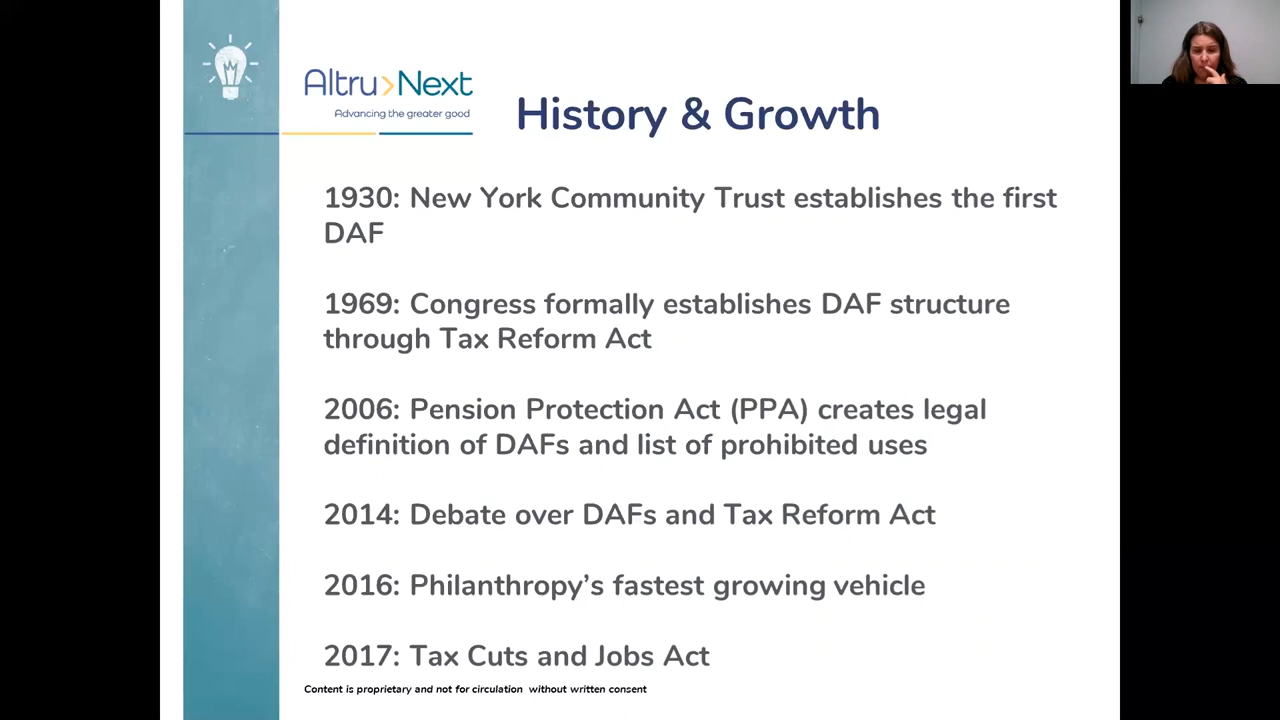 Altru>Next
Advancing the greater good
History & Growth
1930: New York Community Trust establishes the first
DAF
1969: Congress formally establishes DAF structure
through Tax Reform Act
2006: Pension Protection Act (PPA) creates legal
definition of DAFs and list of prohibited uses
2014: Debate over DAFs and Tax Reform Act
2016: Philanthropy’s fastest growing vehicle
2017: Tax Cuts and Jobs Act
Content is proprietary and not for circulation without written consent